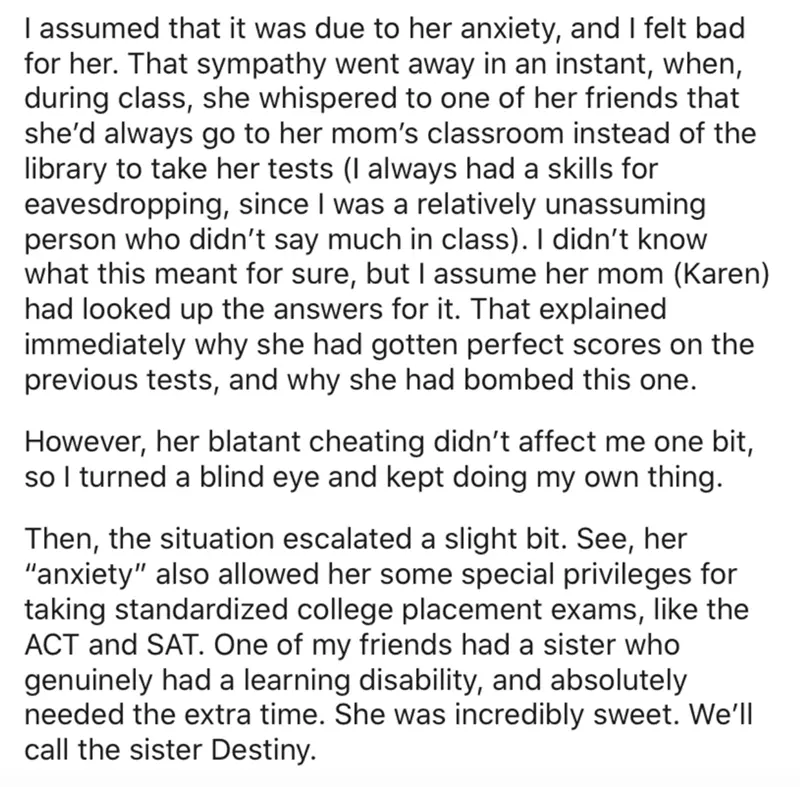 I assumed that it was due to her anxiety, and I felt bad
for her. That sympathy went away in an instant, when,
during class, she whispered to one of her friends that
she’d always go to her mom’s classroom instead of the
library to take her tests (I always had a skills for
eavesdropping, since I was a relatively unassuming
person who didn’t say much in class). I didn’t know
what this meant for sure, but I assume her mom (Karen)
had looked up the answers for it. That explained
immediately why she had gotten perfect scores on the
previous tests, and why she had bombed this one.
However, her blatant cheating didn’t affect me one bit,
so I turned a blind eye and kept doing my own thing.
Then, the situation escalated a slight bit. See, her
“anxiety” also allowed her some special privileges for
taking standardized college placement exams, like the
ACT and SAT. One of my friends had a sister who
genuinely had a learning disability, and absolutely
needed the extra time. She was incredibly sweet. We’ll
call the sister Destiny.